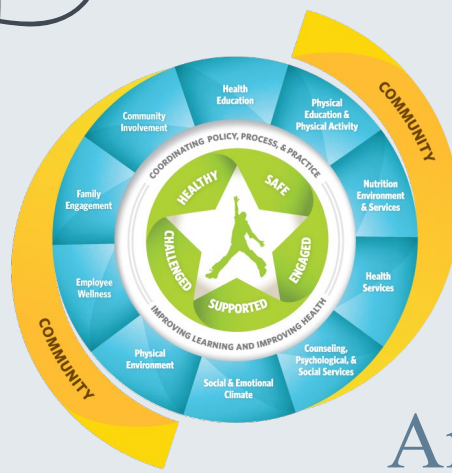 COMMUNITY
Health
Education
Physical
Education &
Physical Activity
Nutrition
Environment
& Services
Health
Services
Counseling,
Psychological, &
Social Services
Social & Emotional
Climate
Physical
Environment
Employee
Wellness
Family
Engagement
Community
Involvement
COORDINATING POLICY, PROCESS, & PRACTICE
IMPROVING LEARNING AND IMPROVING HEALTH
HEALTHY
SAFE
ENGAGED
SUPPORTED
CHALLENGED
COMMUNITY